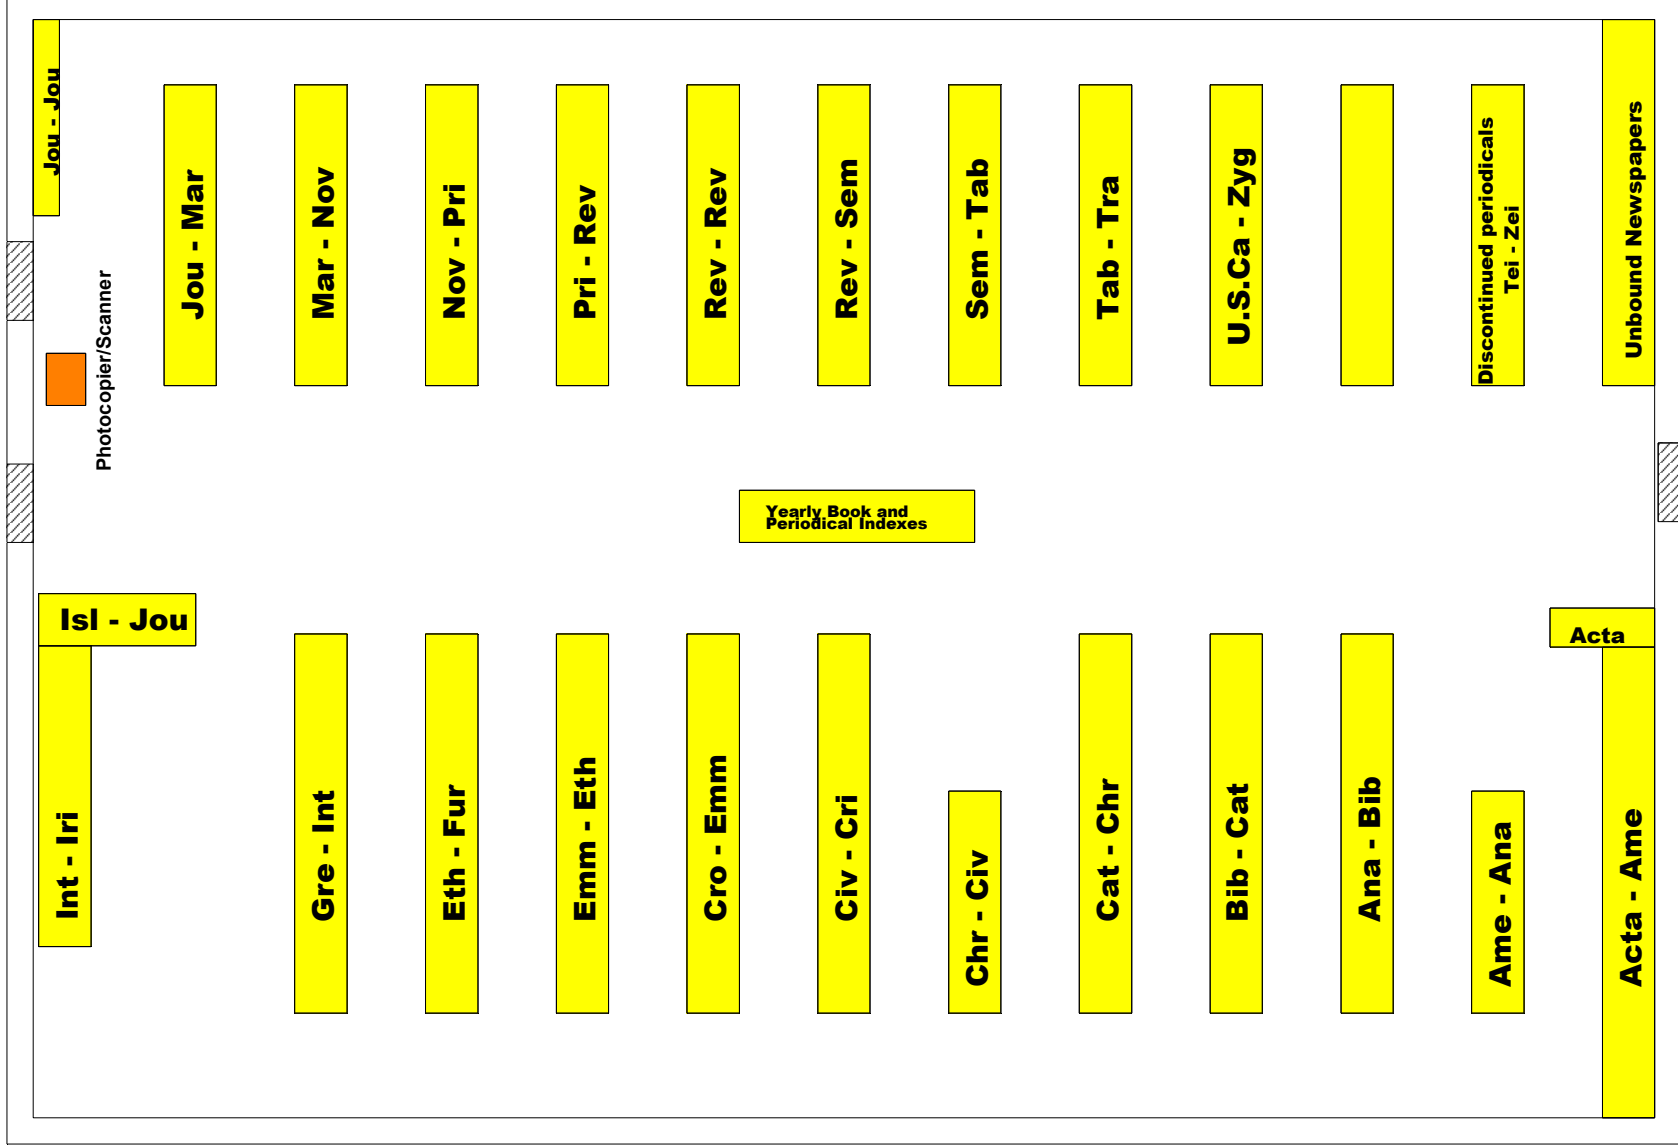 Jou - Jou
Jou - Mar
Mar - Nov
Nov - Pri
Pri - Rev
Rev - Rev
Rev - Sem
Sem - Tab
Tab - Tra
U.S.Ca - Zyg
Discontinued periodicals
Tei - Zei
Unbound Newspapers
Photocopier/Scanner
Yearly Book and
Periodical Indexes
Isl - Jou
Acta
Int - Iri
Gre - Int
Eth - Fur
Emm - Eth
Cro - Emm
Civ - Cri
Chr - Civ
Cat - Chr
Bib - Cat
Ana - Bib
Ame - Ana
Acta - Ame